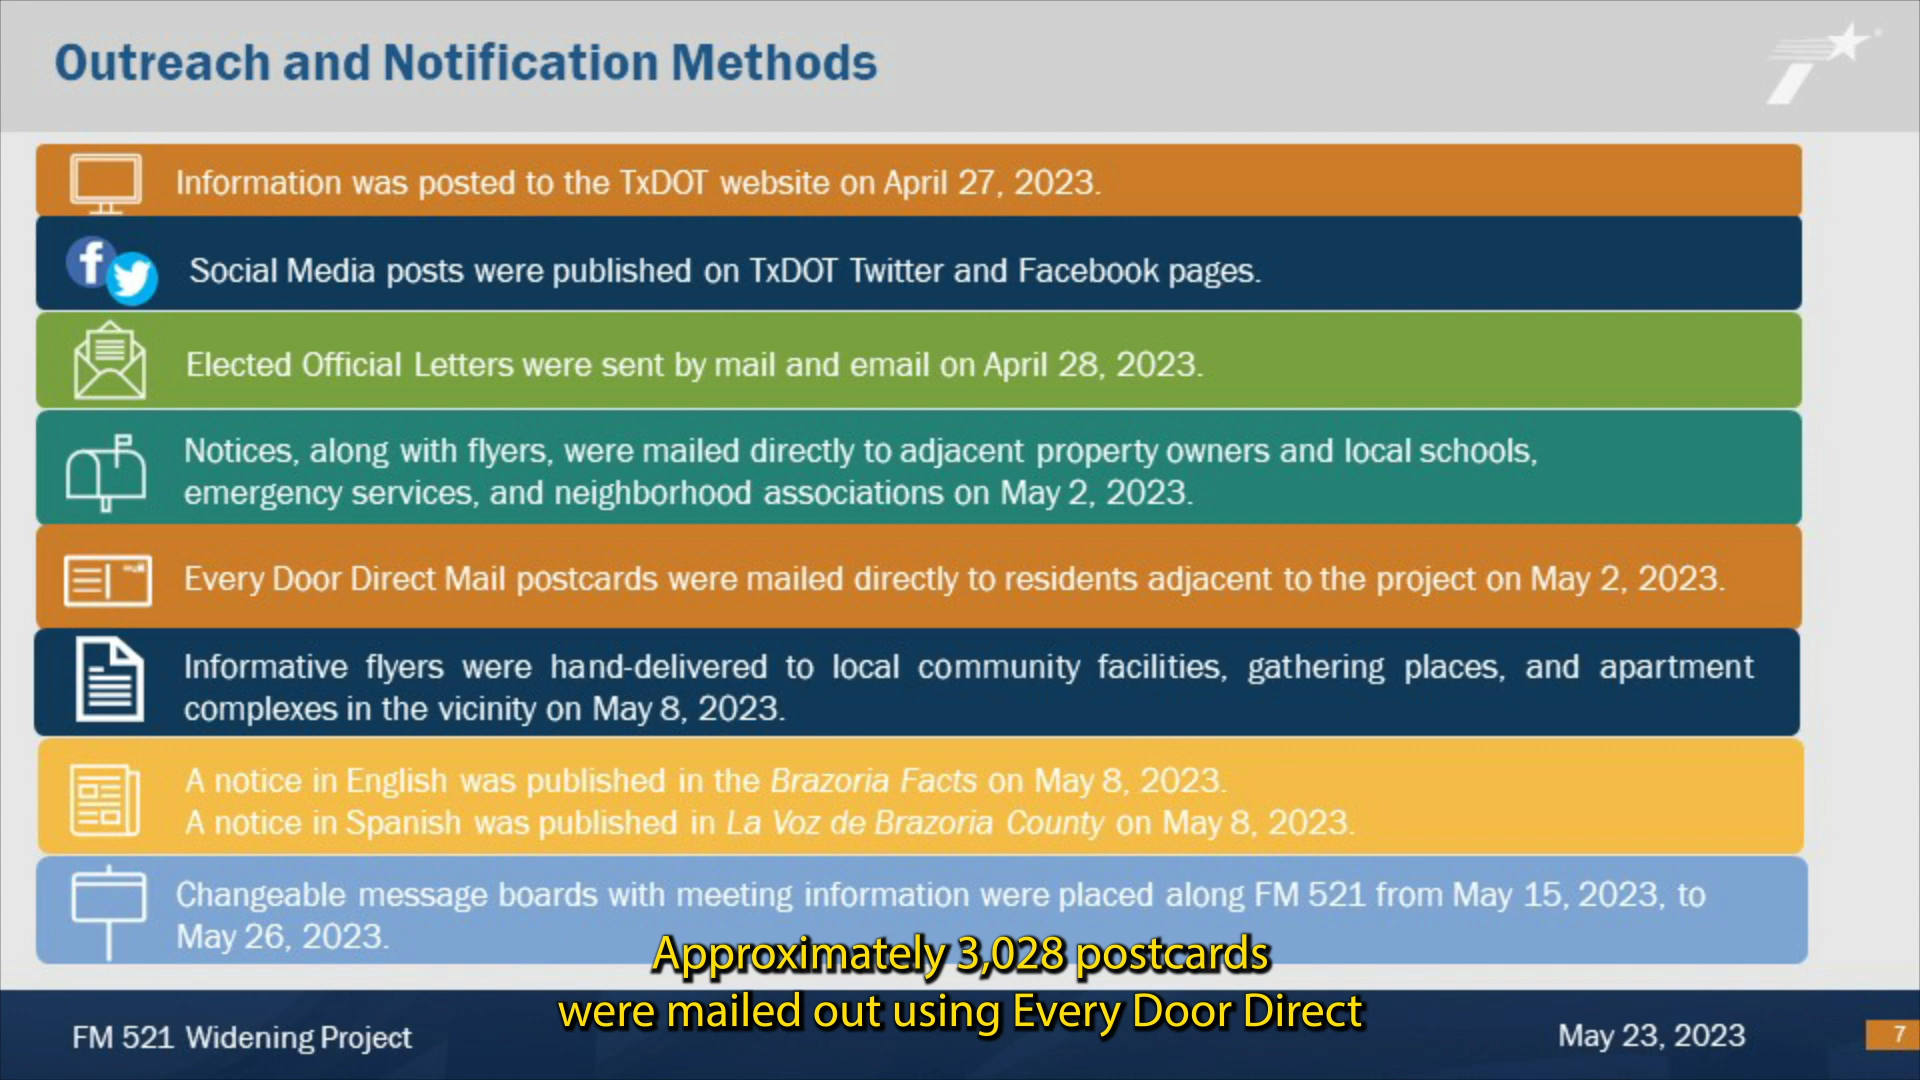 Outreach and Notification Methods
Information was posted to the TxDOT website on April 27, 2023.
Social Media posts were published on TxDOT Twitter and Facebook pages.
Elected Official Letters were sent by mail and email on April 28, 2023.
Notices, along with flyers, were mailed directly to adjacent property owners and local schools,
emergency services, and neighborhood associations on May 2, 2023.
Every Door Direct Mail postcards were mailed directly to residents adjacent to the project on May 2, 2023.
Informative flyers were hand-delivered to local community facilities, gathering places, and apartment
complexes in the vicinity on May 8, 2023.
A notice in English was published in the Brazoria Facts on May 8, 2023.
A notice in Spanish was published in La Voz de Brazoria County on May 8, 2023.
Changeable message boards with meeting information were placed along FM 521 from May 15, 2023, to
May 26, 2023.
Approximately 3,028 postcards
were mailed out using Every Door Direct
FM 521 Widening Project
May 23, 2023
7